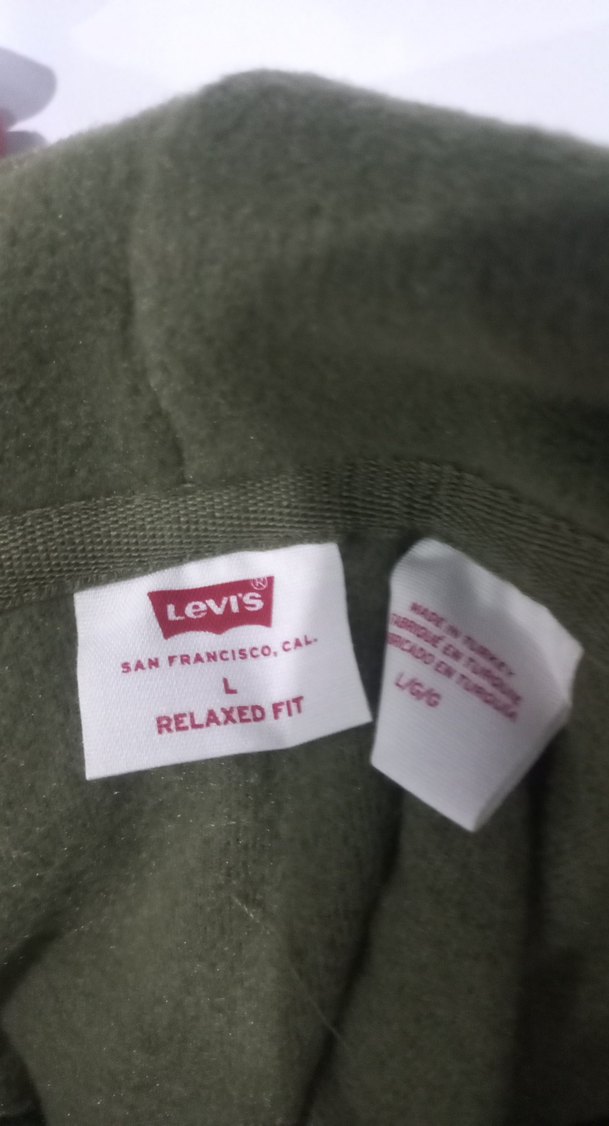 Levi's®
SAN FRANCISCO, CAL.
L
RELAXED FIT
MADE IN TURKEY
FABRIQUÉ EN TURQUIE
FABRICADO EN TURQUÍA
L/G/G